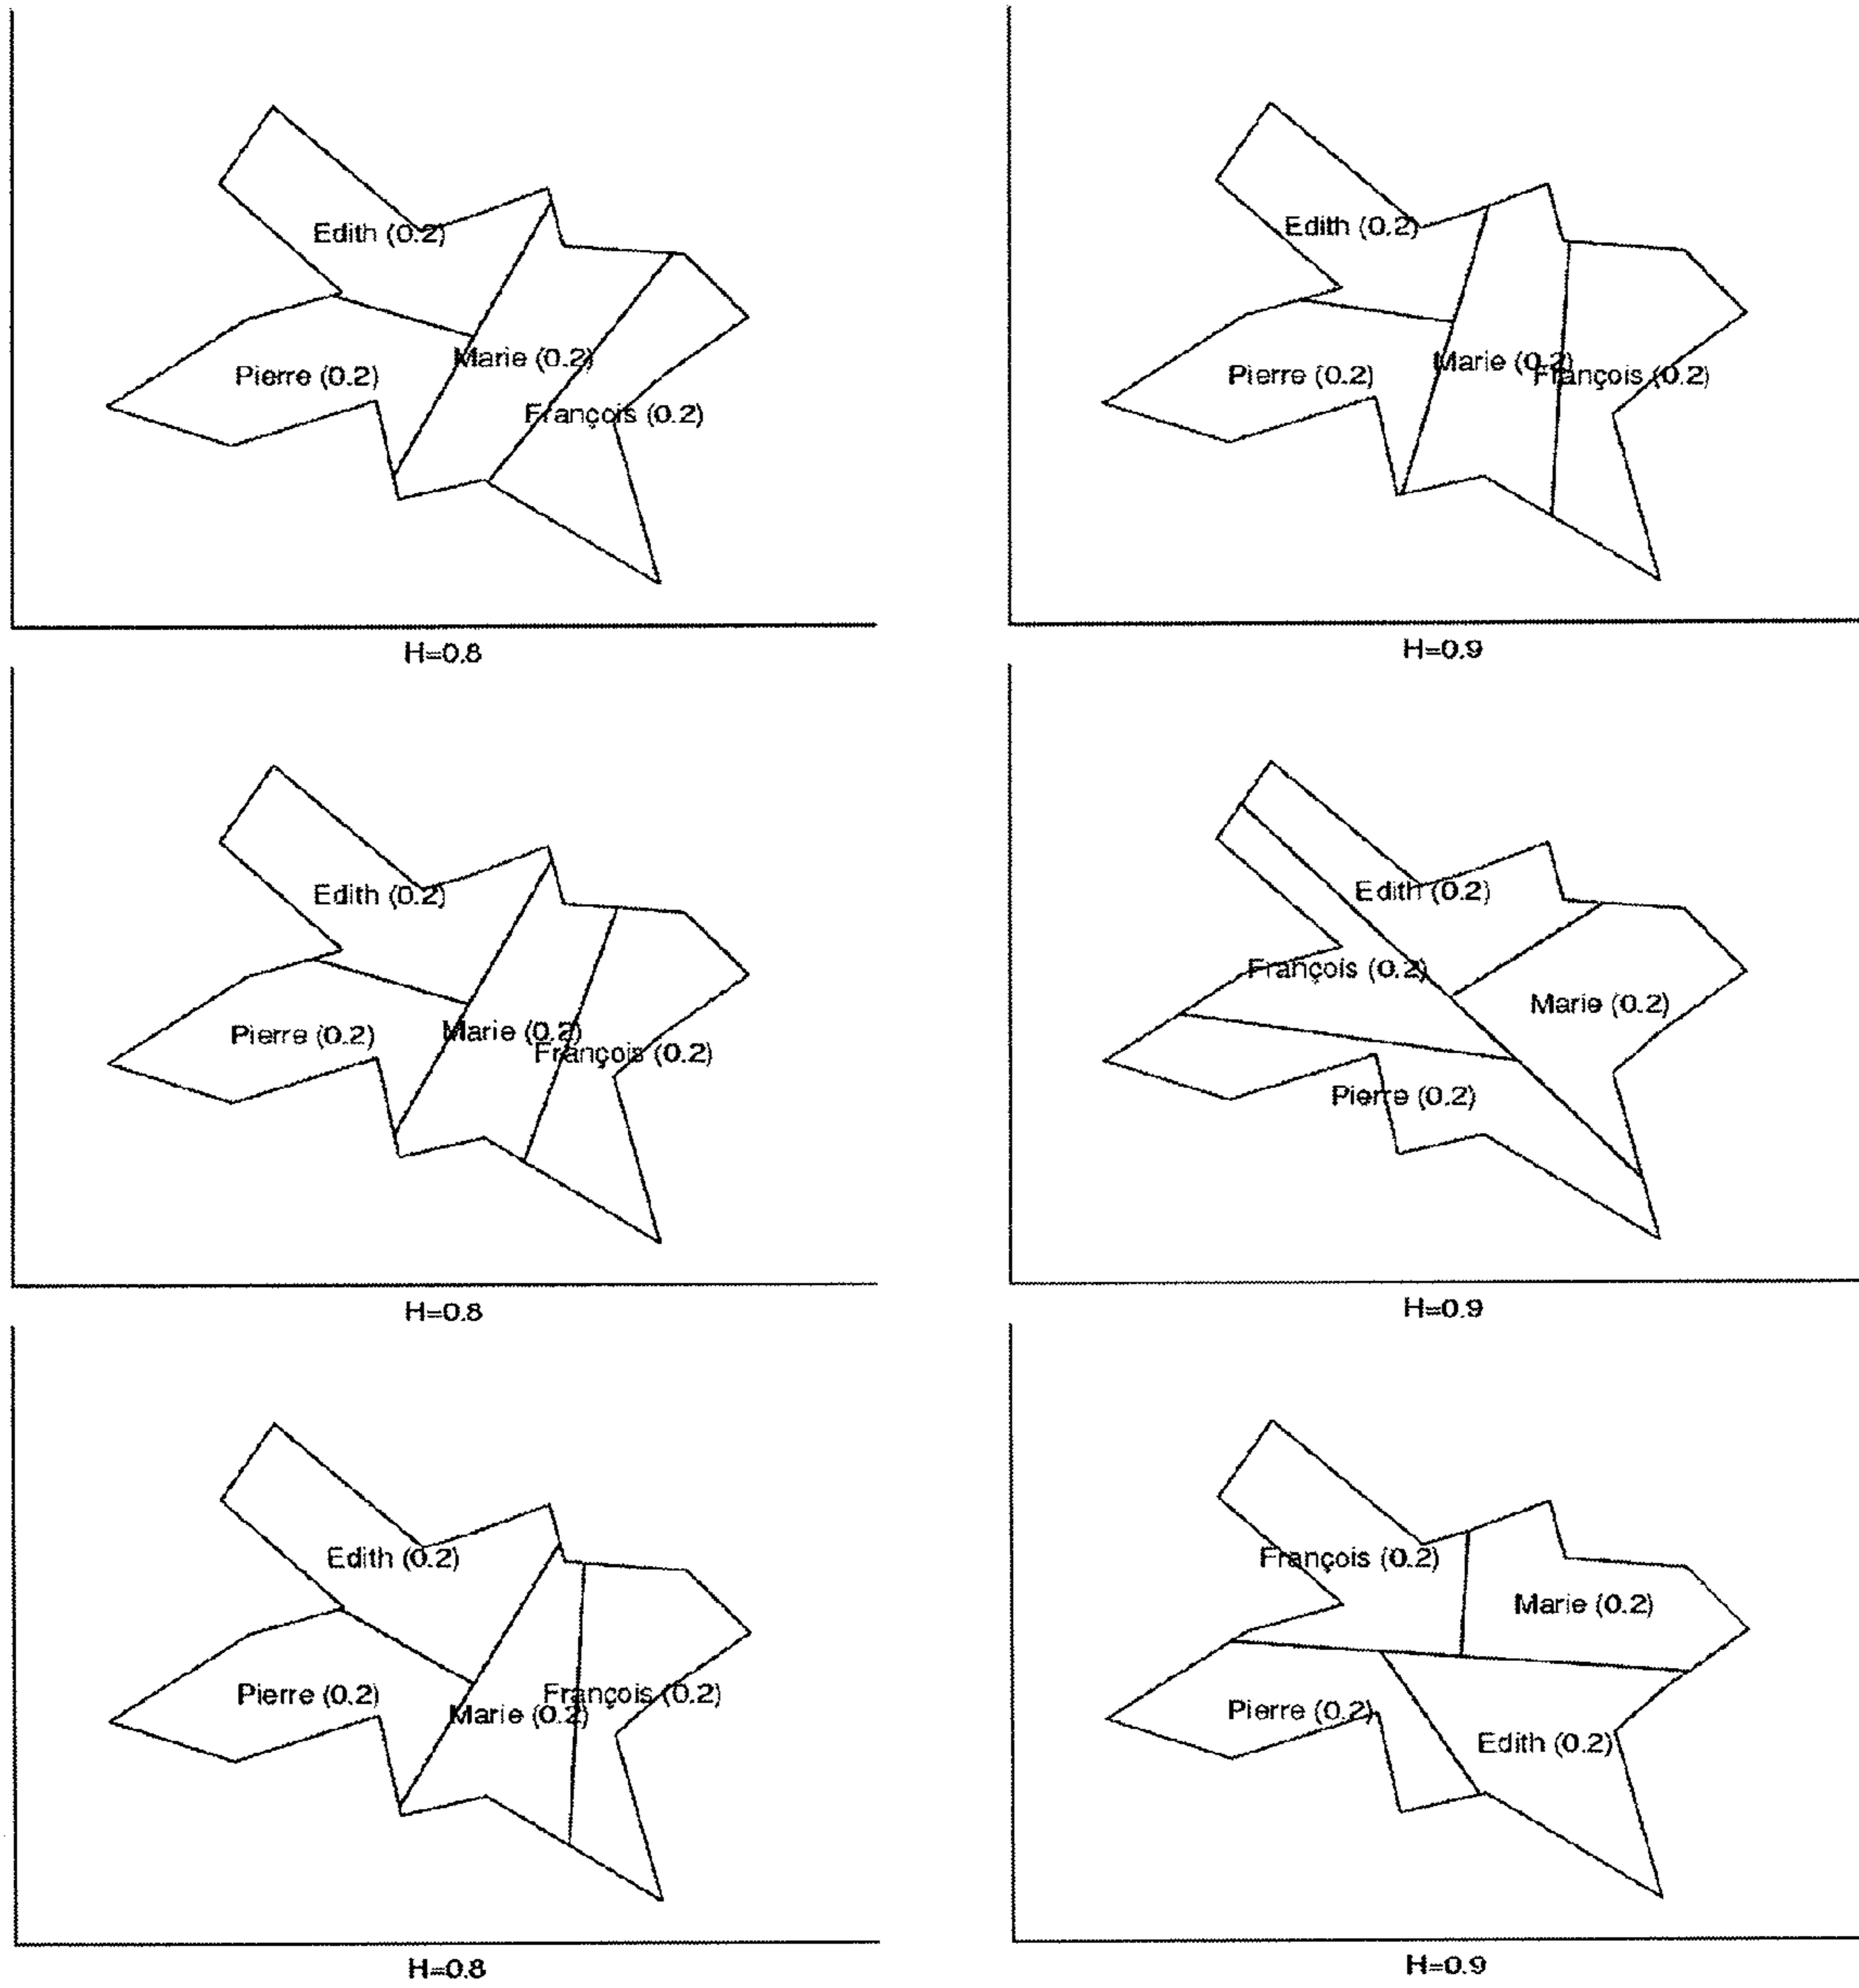 Edith (0.2)
Marie (0.2)
Pierre (0.2)
François (0.2)
H=0.8
Edith (0.2)
Marie (0.2)
Pierre (0.2)
François (0.2)
H=0.9
Edith (0.2)
Marie (0.2)
Pierre (0.2)
François (0.2)
H=0.8
Edith (0.2)
François (0.2)
Marie (0.2)
Pierre (0.2)
H=0.9
Edith (0.2)
Pierre (0.2)
François (0.2)
Marie (0.2)
H=0.8
François (0.2)
Marie (0.2)
Pierre (0.2)
Edith (0.2)
H=0.9